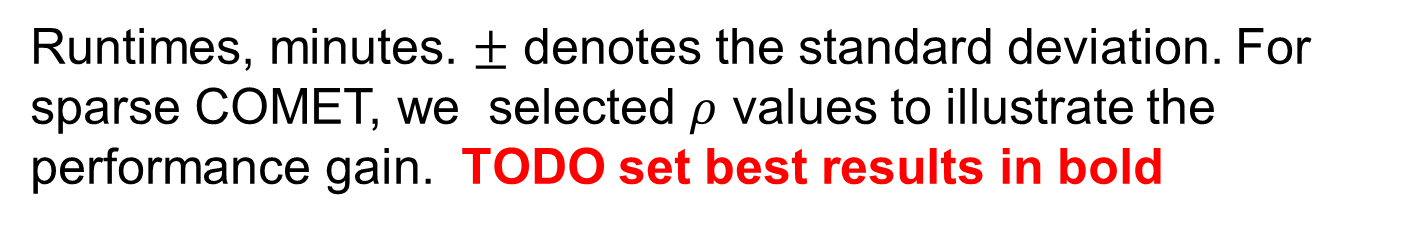 Runtimes, minutes. ± denotes the standard deviation. For
sparse COMET, we  selected ρ values to illustrate the
performance gain.  TODO set best results in bold